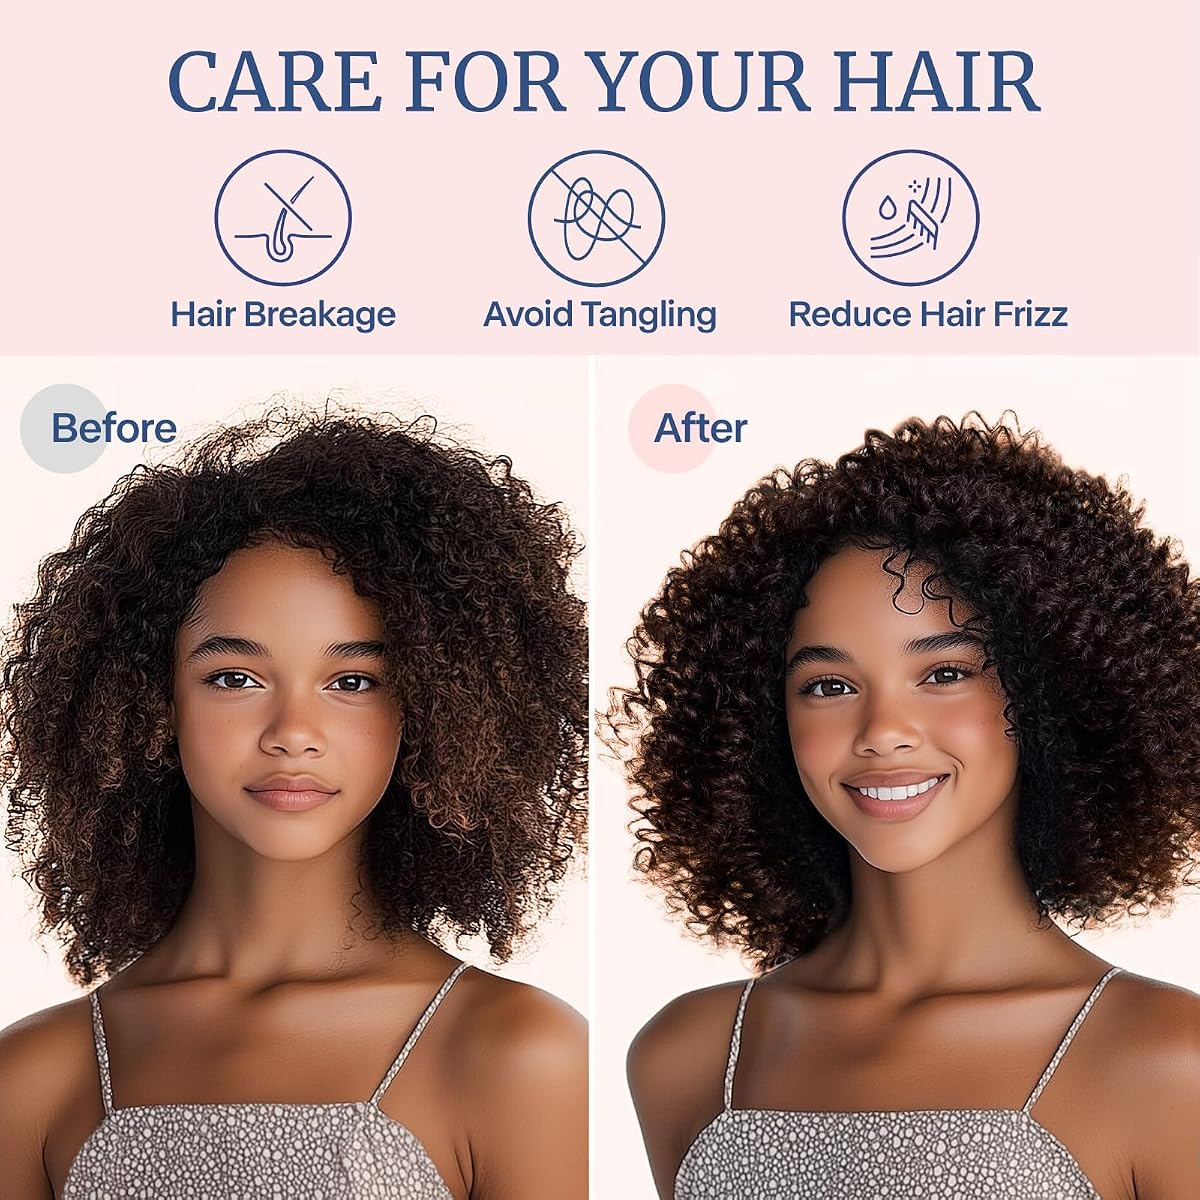 CARE FOR YOUR HAIR
Hair Breakage
Avoid Tangling
Reduce Hair Frizz
Before
After